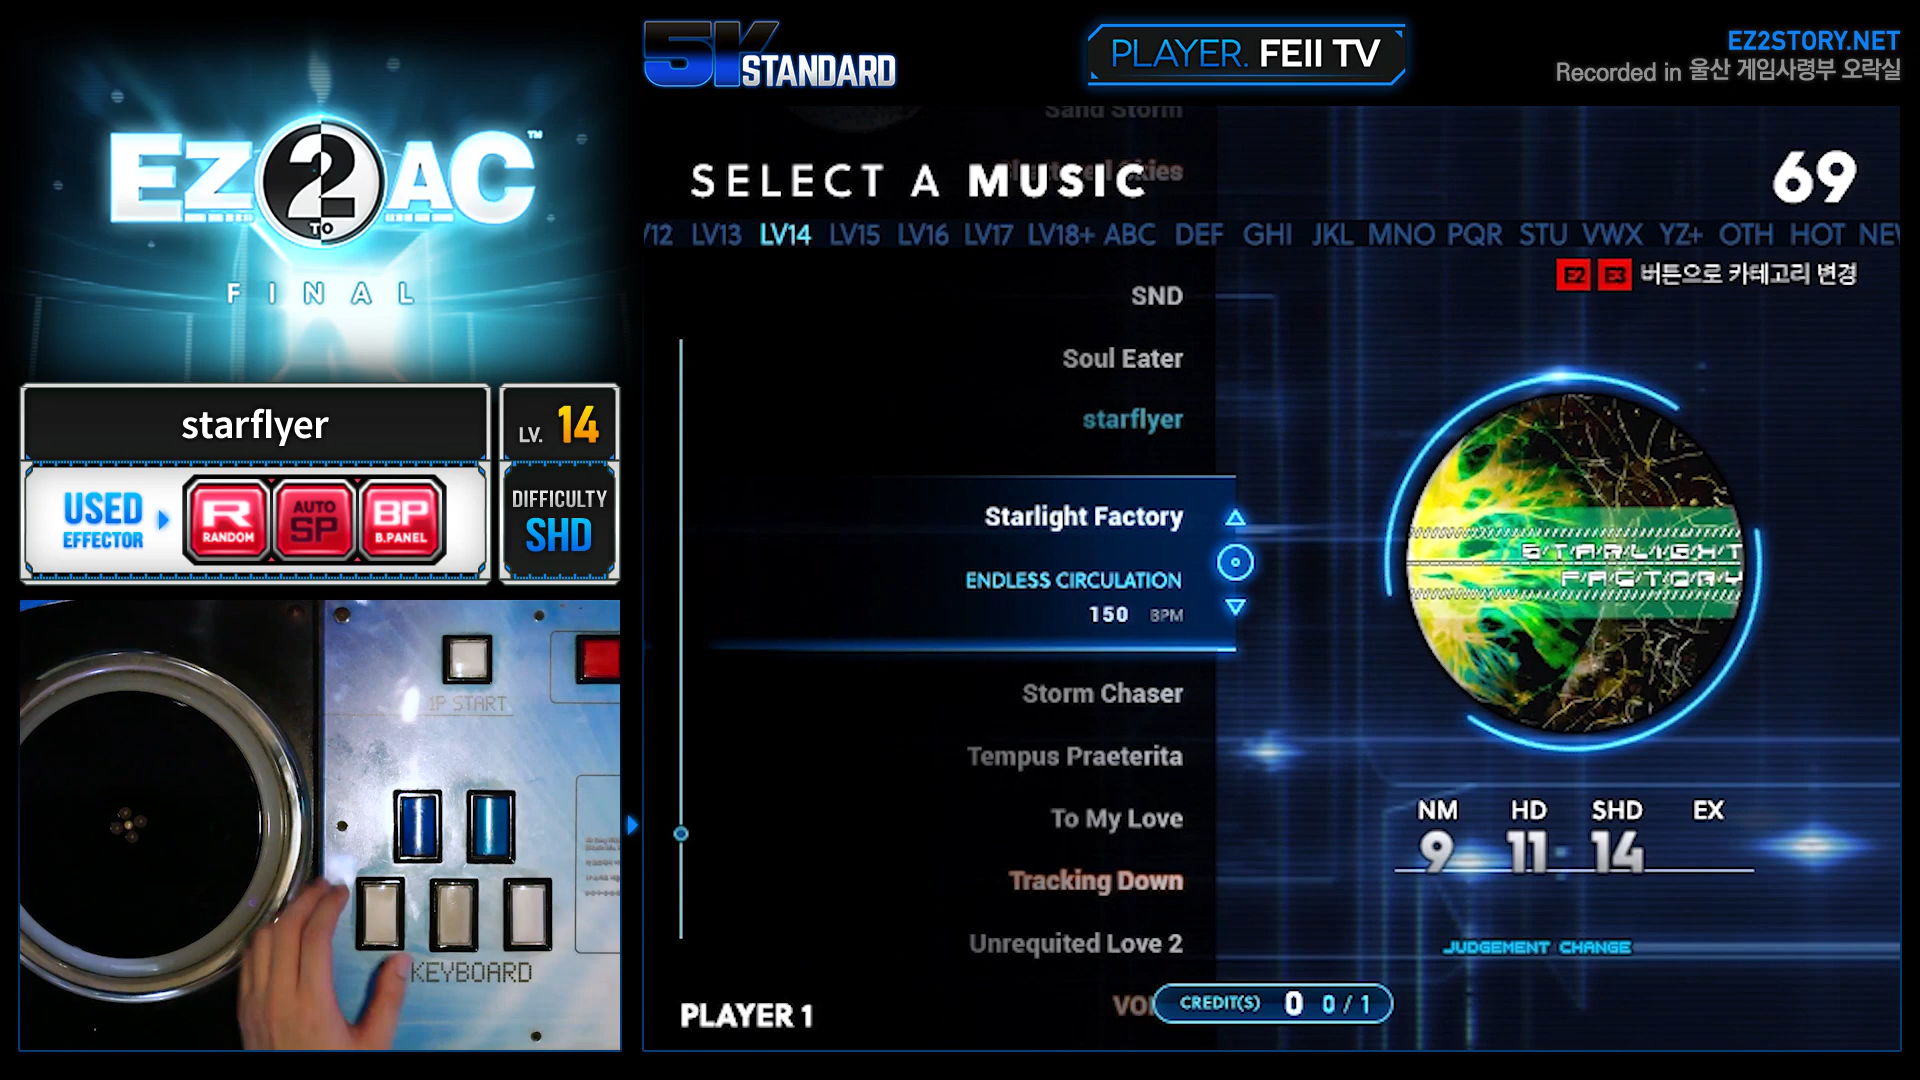 5K STANDARD
PLAYER. FEII TV
EZ2STORY.NET
Recorded in 울산 게임사령부 오락실
EZ2AC™
TO
FINAL
starflyer
LV. 14
USED EFFECTOR
R RANDOM
AUTO SP
BP B.PANEL
DIFFICULTY
SHD
1P START
KEYBOARD
Sand Storm
SELECT A MUSIC
69
LV13 LV14 LV15 LV16 LV17 LV18+ ABC DEF GHI JKL MNO PQR STU VWX YZ+ OTH HOT NEW
E2 E3 버튼으로 카테고리 변경
SND
Soul Eater
starflyer
Starlight Factory
ENDLESS CIRCULATION
150 BPM
Storm Chaser
Tempus Praeterita
To My Love
Tracking Down
Unrequited Love 2
STARLIGHT
FACTORY
NM HD SHD EX
9 11 14
JUDGEMENT CHANGE
PLAYER 1
CREDIT(S) 0 0 / 1